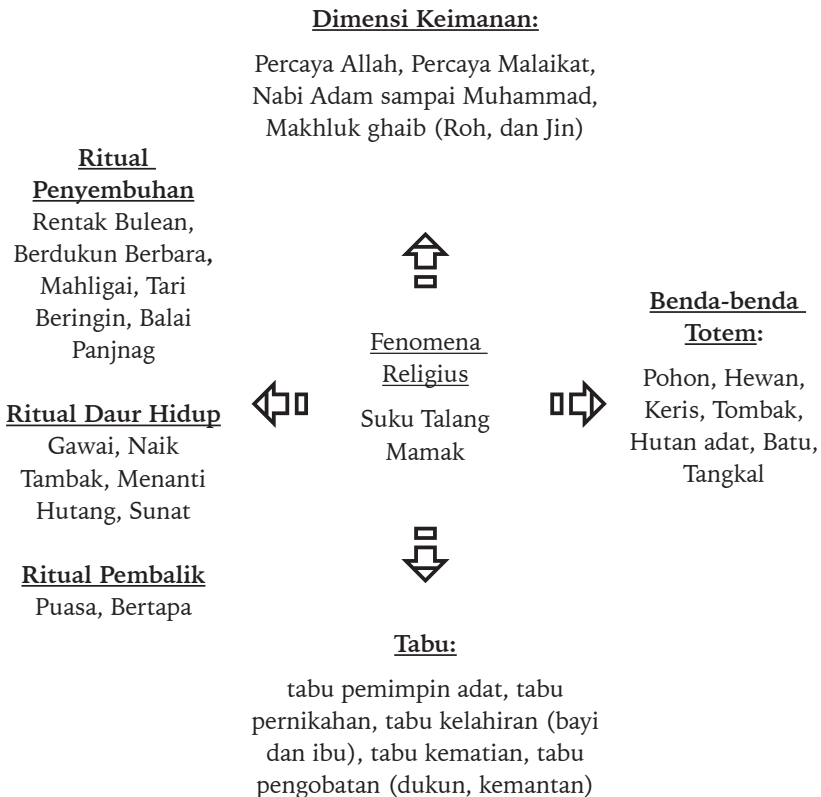 Dimensi Keimanan:
Percaya Allah, Percaya Malaikat,
Nabi Adam sampai Muhammad,
Makhluk ghaib (Roh, dan Jin)
Ritual
Penyembuhan
Rentak Bulean,
Berdukun Berbara,
Mahligai, Tari
Beringin, Balai
Panjnag
Ritual Daur Hidup
Gawai, Naik
Tambak, Menanti
Hutang, Sunat
Ritual Pembalik
Puasa, Bertapa
Fenomena
Religius
Suku Talang
Mamak
Benda-benda
Totem:
Pohon, Hewan,
Keris, Tombak,
Hutan adat, Batu,
Tangkal
Tabu:
tabu pemimpin adat, tabu
pernikahan, tabu kelahiran (bayi
dan ibu), tabu kematian, tabu
pengobatan (dukun, kemantan)